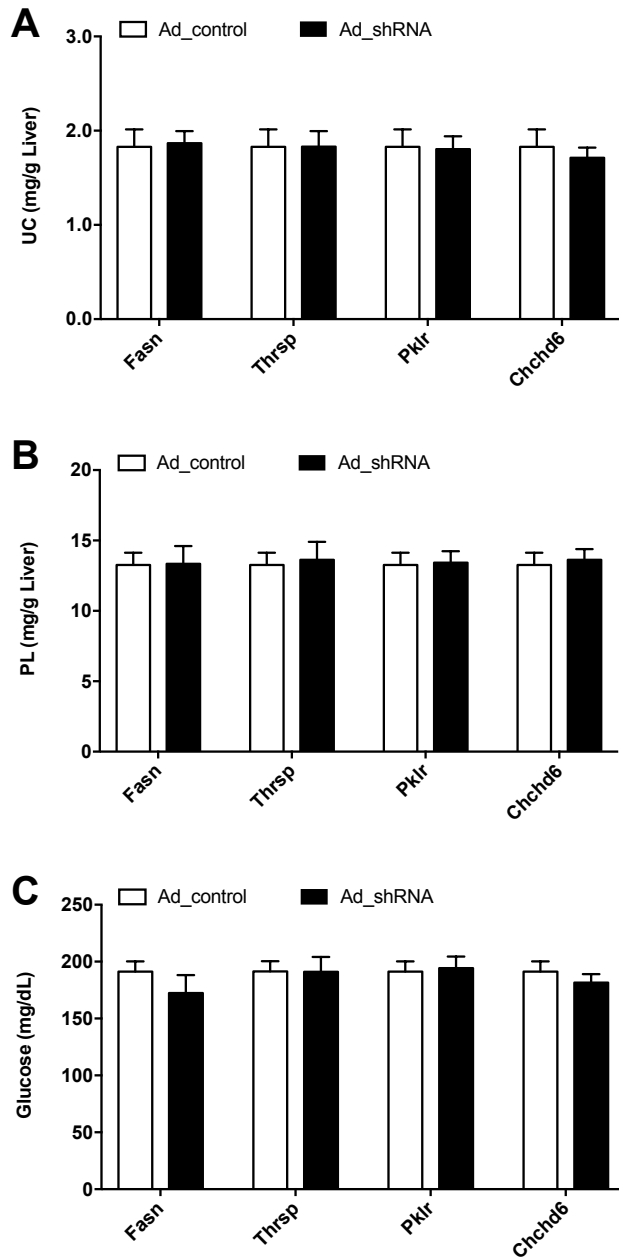 A
Ad_control Ad_shRNA
UC (mg/g Liver)
3.0
2.0
1.0
0.0
Fasn Thrsp Pklr Chchd6
B
Ad_control Ad_shRNA
PL (mg/g Liver)
20
15
10
5
0
Fasn Thrsp Pklr Chchd6
C
Ad_control Ad_shRNA
Glucose (mg/dL)
250
200
150
100
50
0
Fasn Thrsp Pklr Chchd6